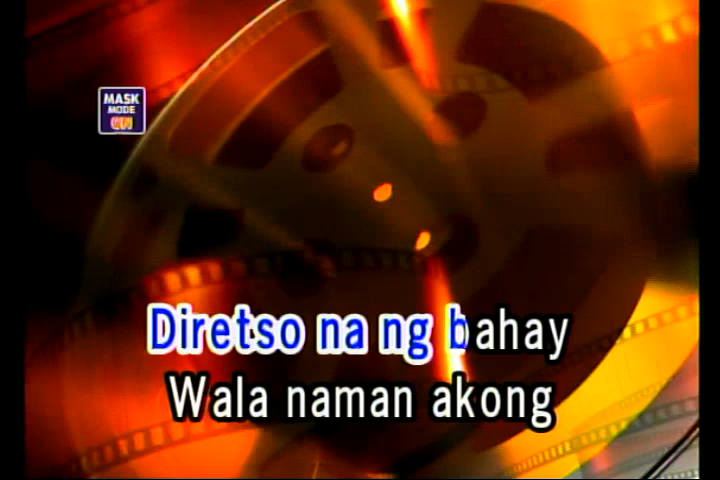 MASK
MODE
ON
Diretso na ng bahay
Wala naman akong